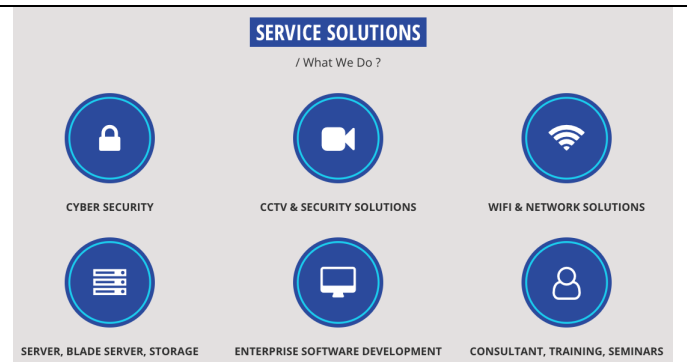 SERVICE SOLUTIONS
/ What We Do ?
CYBER SECURITY
CCTV & SECURITY SOLUTIONS
WIFI & NETWORK SOLUTIONS
SERVER, BLADE SERVER, STORAGE
ENTERPRISE SOFTWARE DEVELOPMENT
CONSULTANT, TRAINING, SEMINARS